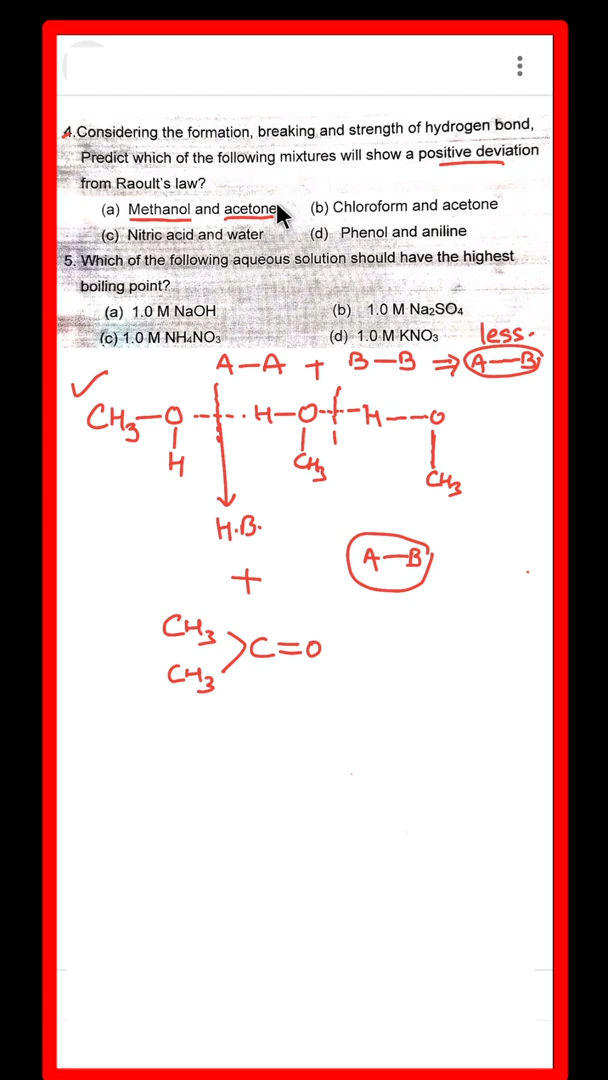 4.Considering the formation, breaking and strength of hydrogen bond,
Predict which of the following mixtures will show a positive deviation
from Raoult's law?
(a) Methanol and acetone (b) Chloroform and acetone
(c) Nitric acid and water (d) Phenol and aniline
5. Which of the following aqueous solution should have the highest
boiling point?
(a) 1.0 M NaOH (b) 1.0 M Na₂SO₄
(c) 1.0 M NH₄NO₃ (d) 1.0 M KNO₃ less.
A—A + B—B ⇒ A—B
CH₃—O ---- H—O --- H—O
H CH₃ CH₃
H.B.
+ A—B
CH₃
>C=O
CH₃